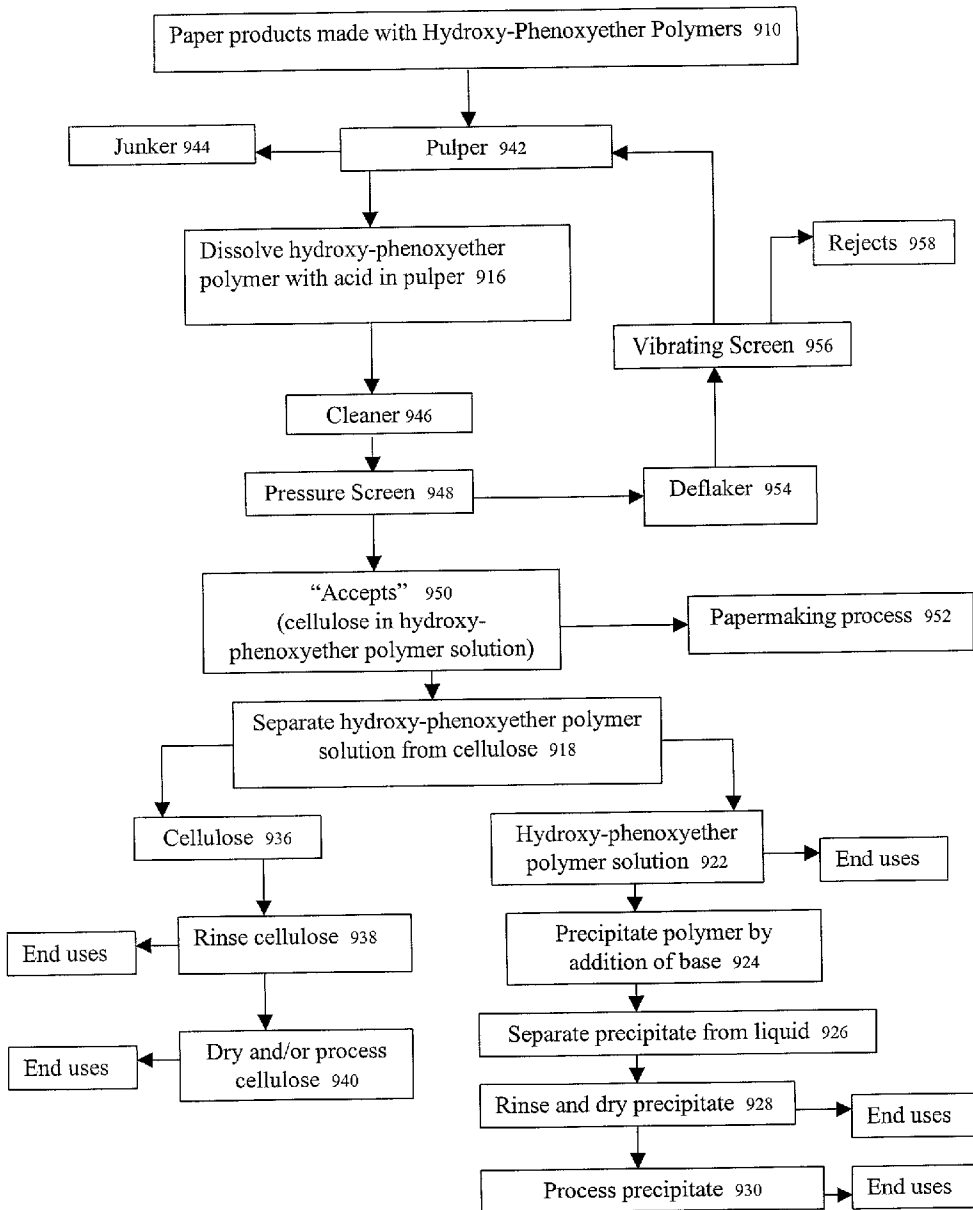 Paper products made with Hydroxy-Phenoxyether Polymers 910
Junker 944
Pulper 942
Dissolve hydroxy-phenoxyether
polymer with acid in pulper 916
Rejects 958
Vibrating Screen 956
Cleaner 946
Pressure Screen 948
Deflaker 954
“Accepts” 950
(cellulose in hydroxy-
phenoxyether polymer solution)
Papermaking process 952
Separate hydroxy-phenoxyether polymer
solution from cellulose 918
Cellulose 936
Hydroxy-phenoxyether
polymer solution 922
End uses
Rinse cellulose 938
End uses
Precipitate polymer by
addition of base 924
Separate precipitate from liquid 926
Dry and/or process
cellulose 940
End uses
Rinse and dry precipitate 928
End uses
Process precipitate 930
End uses